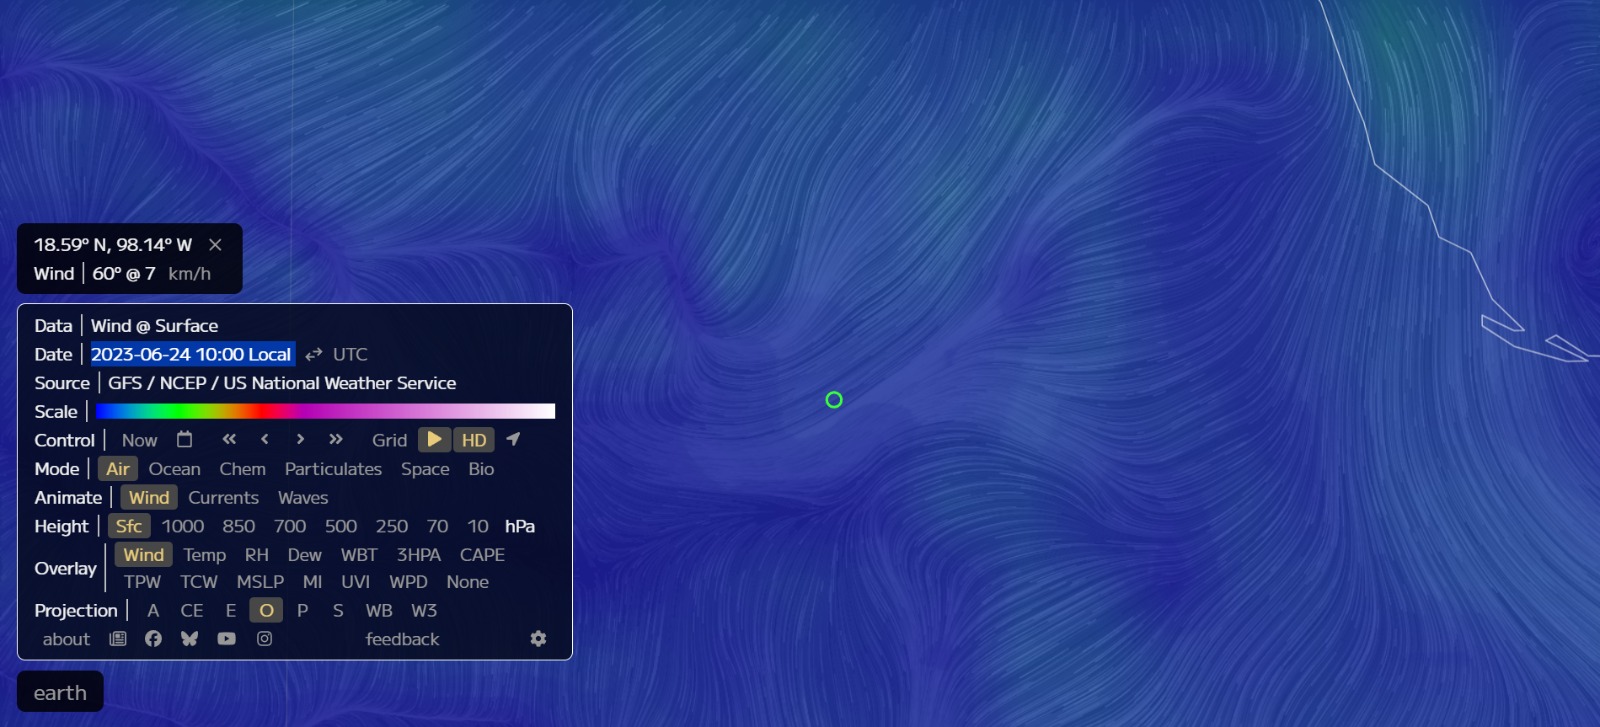 18.59° N, 98.14° W ×
Wind | 60° @ 7 km/h
Data | Wind @ Surface
Date | 2023-06-24 10:00 Local ⇄ UTC
Source | GFS / NCEP / US National Weather Service
Scale |
Control | Now « ‹ › » Grid HD
Mode | Air Ocean Chem Particulates Space Bio
Animate | Wind Currents Waves
Height | Sfc 1000 850 700 500 250 70 10 hPa
Overlay | Wind Temp RH Dew WBT 3HPA CAPE
TPW TCW MSLP MI UVI WPD None
Projection | A CE E O P S WB W3
about feedback
earth